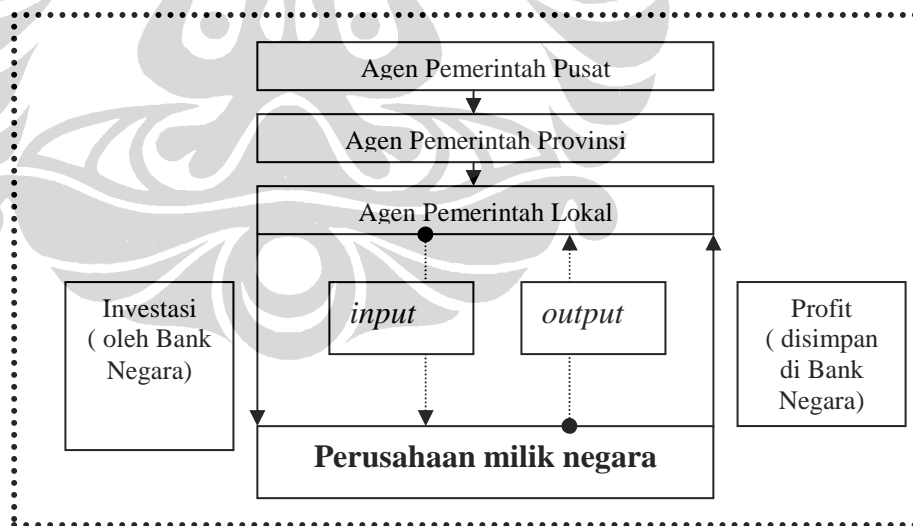 Agen Pemerintah Pusat
Agen Pemerintah Provinsi
Agen Pemerintah Lokal
Investasi
( oleh Bank
Negara)
input
output
Profit
( disimpan
di Bank
Negara)
Perusahaan milik negara